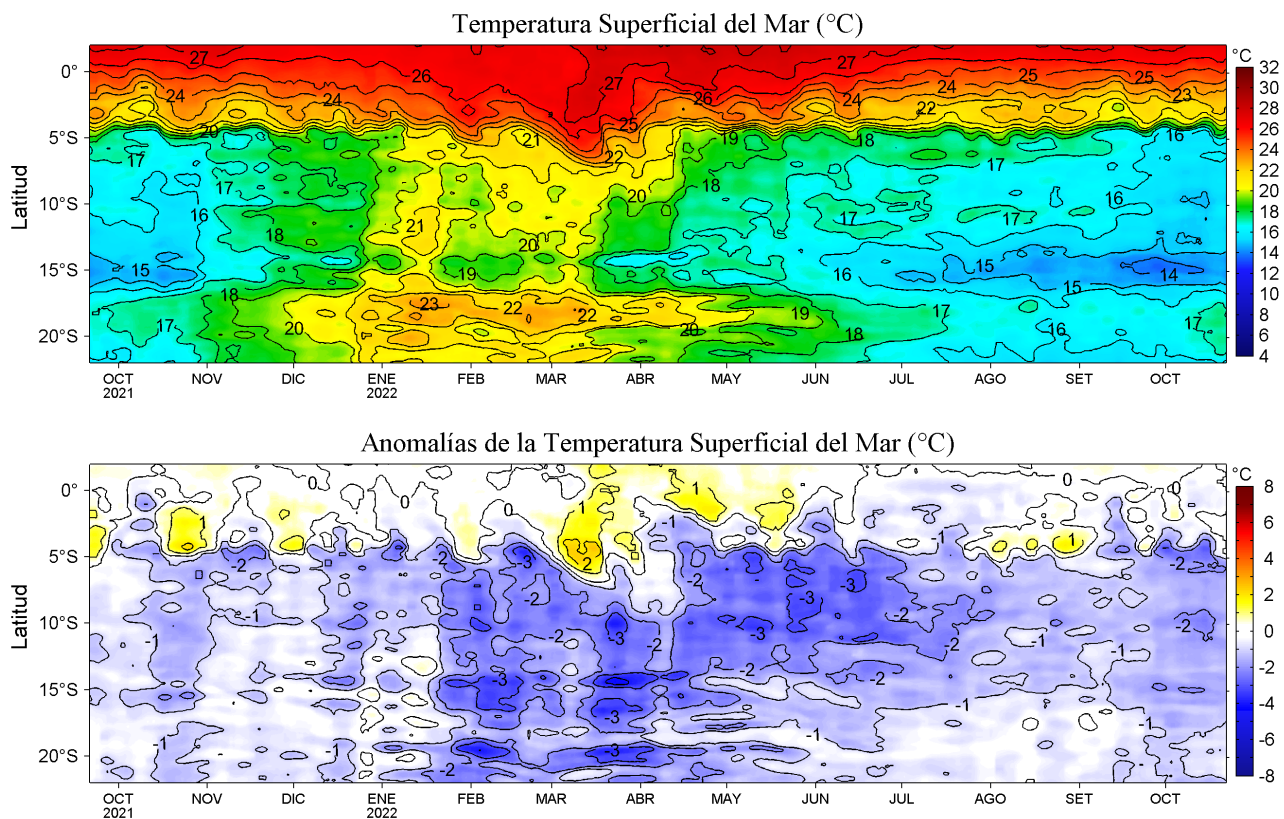 Temperatura Superficial del Mar (°C)
°C
27 26 27 27 25 25
0° 24 24 27 26 24 24 23
20 21 25 22
5°S 17 22 19 18 17 16
Latitud
10°S 17 16 18 21 20 20 18 17 17 16
15°S 15 19 16 15 14
18 23 22 22 15
20°S 17 20 20 19 18 17 16 17
32
30
28
26
24
22
20
18
16
14
12
10
8
6
4
OCT NOV DIC ENE FEB MAR ABR MAY JUN JUL AGO SET OCT
2021 2022
Anomalías de la Temperatura Superficial del Mar (°C)
°C
0 0 0 1 1 0 0
0° 1 1 -1 -1 1
5°S -2 -2 -3 2 -2 -3 -2
Latitud
10°S -1 -1 -2 -3 -3 -3 -2 -2
-1 -2 -2 -2 -2 -1 -1
15°S -3 -2 -1
-3
20°S -1 -1 -2 -3 -2 -1
8
6
4
2
0
-2
-4
-6
-8
OCT NOV DIC ENE FEB MAR ABR MAY JUN JUL AGO SET OCT
2021 2022